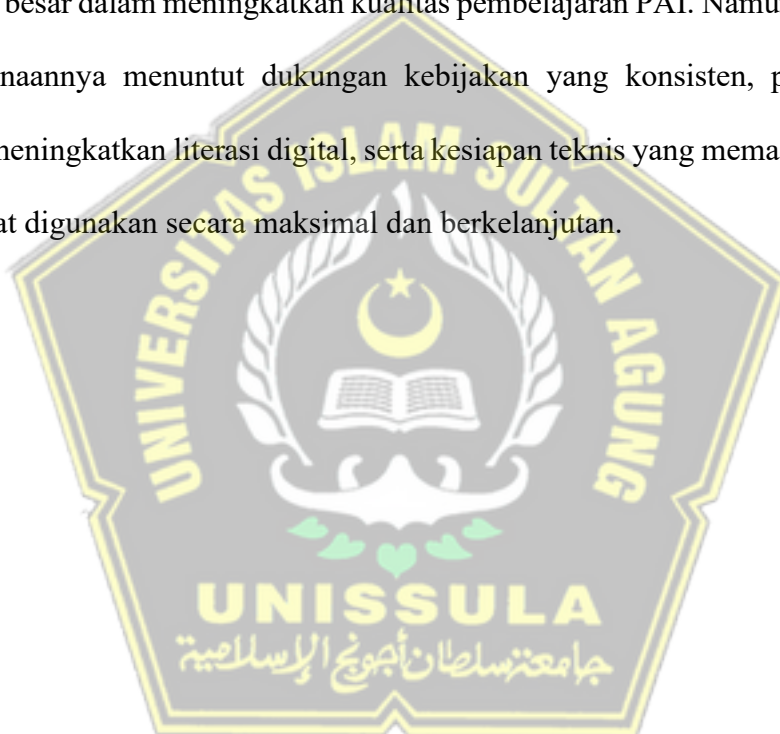 besar dalam meningkatkan kualitas pembelajaran PAI. Namu
naannya menuntut dukungan kebijakan yang konsisten, p
meningkatkan literasi digital, serta kesiapan teknis yang mema
at digunakan secara maksimal dan berkelanjutan.
UNIVERSITAS ISLAM SULTAN AGUNG
UNISSULA
جامعة سلطان أجونج الإسلامية